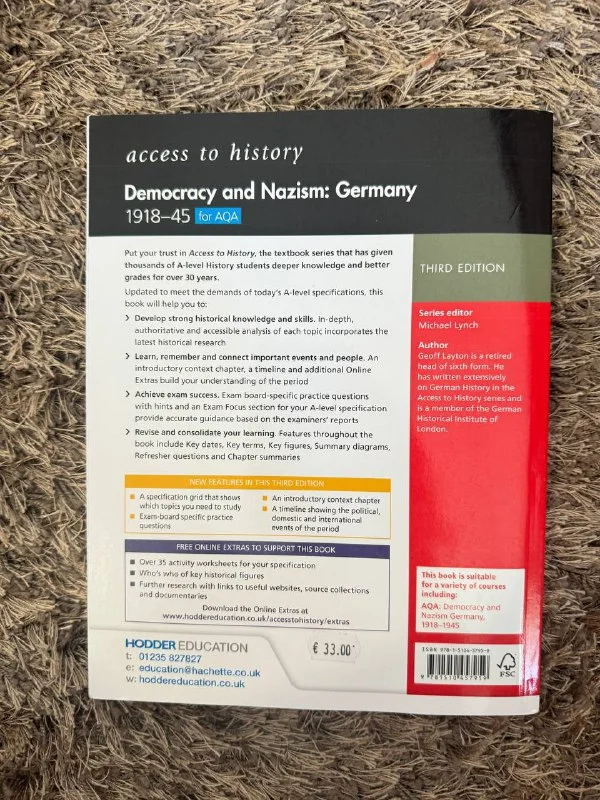 access to history
Democracy and Nazism: Germany
1918–45 for AQA
Put your trust in Access to History, the textbook series that has given
thousands of A-level History students deeper knowledge and better
grades for over 30 years.
Updated to meet the demands of today's A-level specifications, this
book will help you to:
> Develop strong historical knowledge and skills. In-depth,
authoritative and accessible analysis of each topic incorporates the
latest historical research
> Learn, remember and connect important events and people. An
introductory context chapter, a timeline and additional Online
Extras build your understanding of the period
> Achieve exam success. Exam board-specific practice questions
with hints and an Exam Focus section for your A-level specification
provide accurate guidance based on the examiners' reports
> Revise and consolidate your learning. Features throughout the
book include Key dates, Key terms, Key figures, Summary diagrams,
Refresher questions and Chapter summaries
NEW FEATURES IN THIS THIRD EDITION
■ A specification grid that shows
which topics you need to study
■ Exam-board specific practice
questions
■ An introductory context chapter
■ A timeline showing the political,
domestic and international
events of the period
FREE ONLINE EXTRAS TO SUPPORT THIS BOOK
■ Over 35 activity worksheets for your specification
■ Who's who of key historical figures
■ Further research with links to useful websites, source collections
and documentaries
Download the Online Extras at
www.hoddereducation.co.uk/accesstohistory/extras
HODDER EDUCATION
t: 01235 827827
e: education@hachette.co.uk
w: hoddereducation.co.uk
€ 33.00
THIRD EDITION
Series editor
Michael Lynch
Author
Geoff Layton is a retired
head of sixth form. He
has written extensively
on German History in the
Access to History series and
is a member of the German
Historical Institute of
London.
This book is suitable
for a variety of courses
including:
AQA: Democracy and
Nazism Germany,
1918–1945
ISBN
FSC